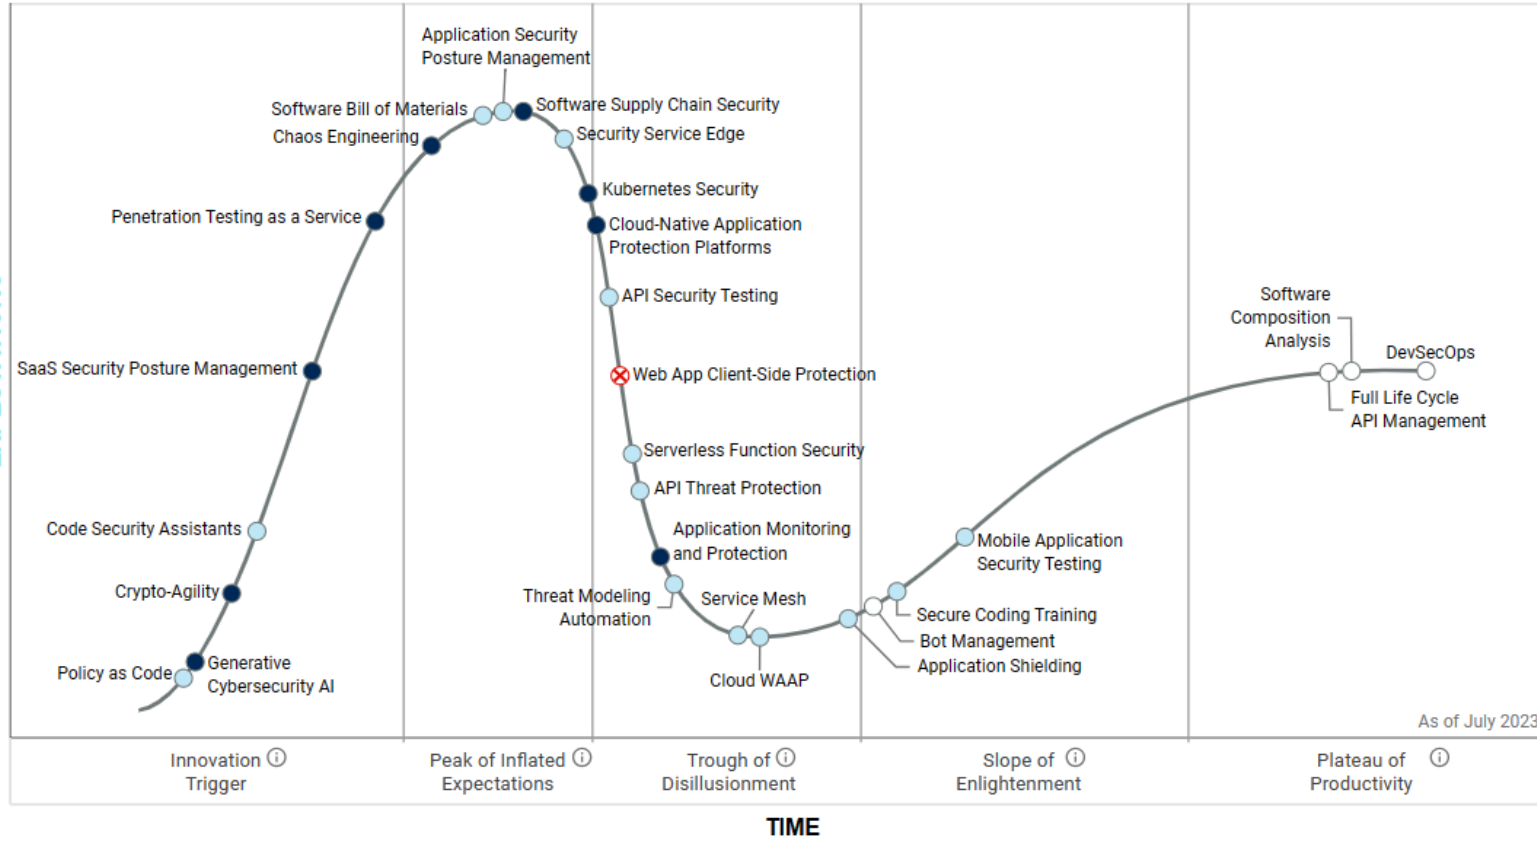 Application Security
Posture Management
Software Bill of Materials
Software Supply Chain Security
Chaos Engineering
Security Service Edge
Kubernetes Security
Penetration Testing as a Service
Cloud-Native Application
Protection Platforms
API Security Testing
Software
Composition
Analysis
DevSecOps
SaaS Security Posture Management
Web App Client-Side Protection
Full Life Cycle
API Management
Serverless Function Security
API Threat Protection
Code Security Assistants
Application Monitoring
and Protection
Mobile Application
Security Testing
Crypto-Agility
Threat Modeling
Automation
Service Mesh
Secure Coding Training
Bot Management
Application Shielding
Policy as Code
Generative
Cybersecurity AI
Cloud WAAP
As of July 2023
Innovation
Trigger
Peak of Inflated
Expectations
Trough of
Disillusionment
Slope of
Enlightenment
Plateau of
Productivity
TIME